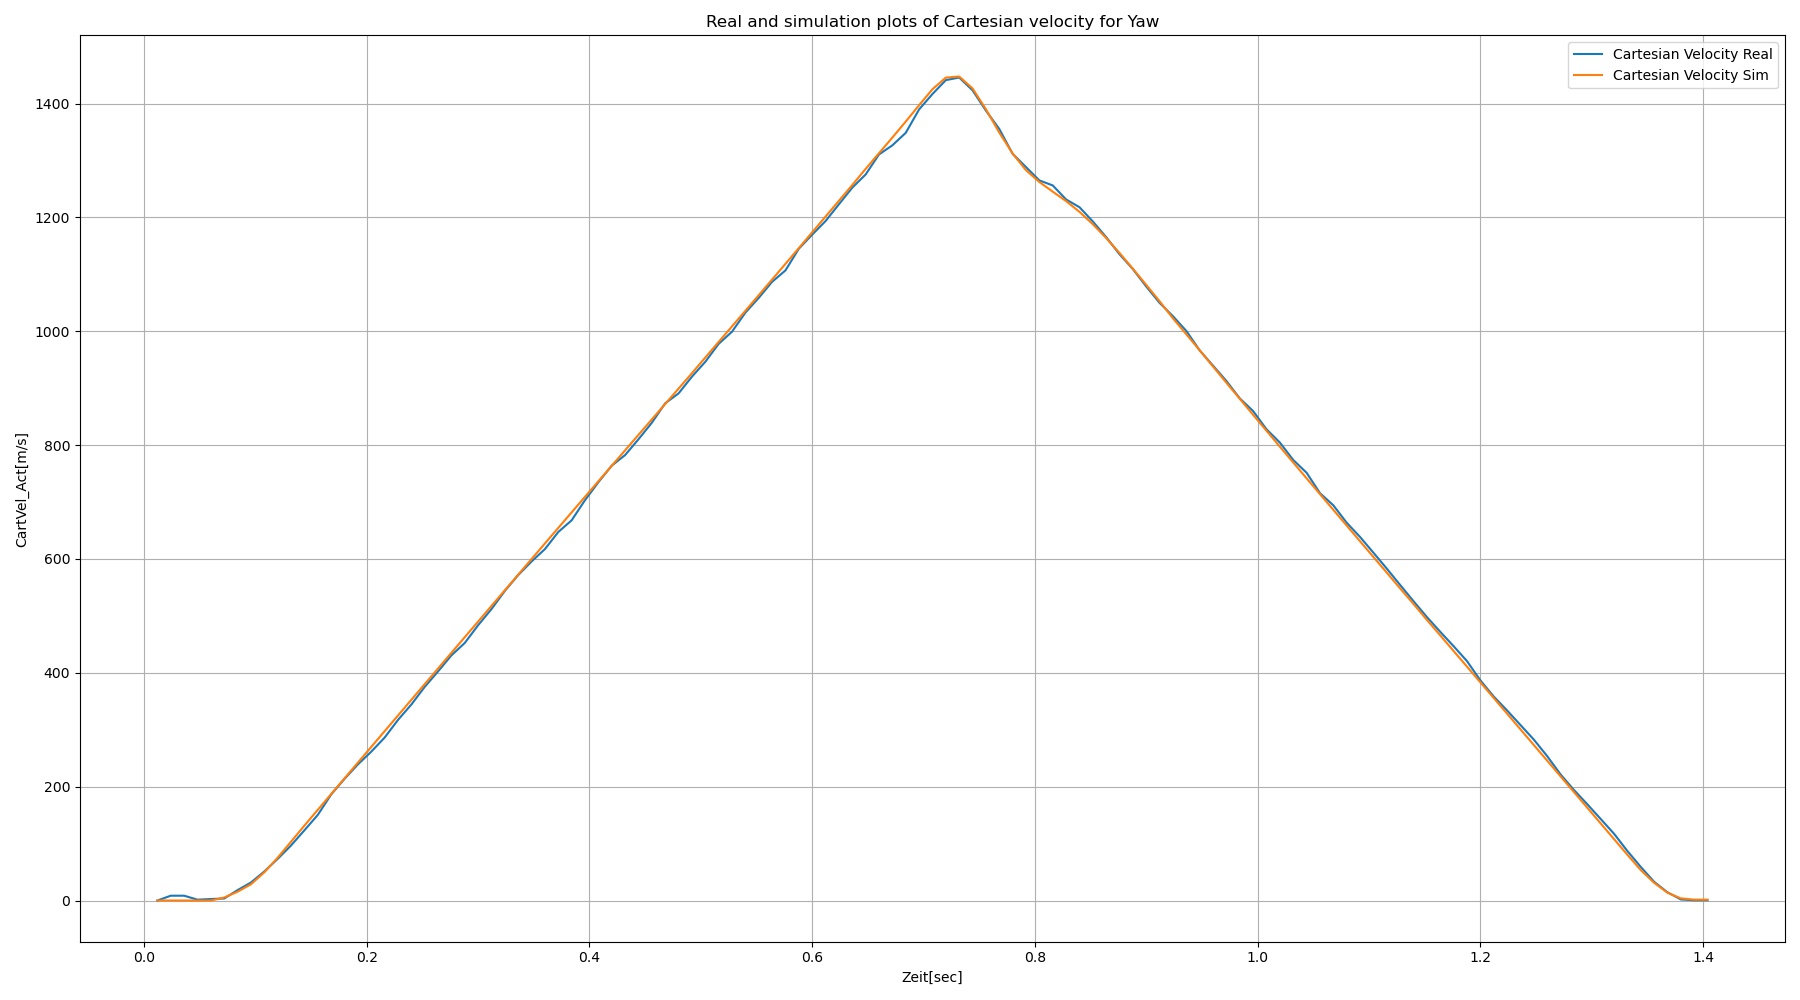 Real and simulation plots of Cartesian velocity for Yaw
Cartesian Velocity Real
Cartesian Velocity Sim
CartVel_Act[m/s]
1400
1200
1000
800
600
400
200
0
0.0 0.2 0.4 0.6 0.8 1.0 1.2 1.4
Zeit[sec]